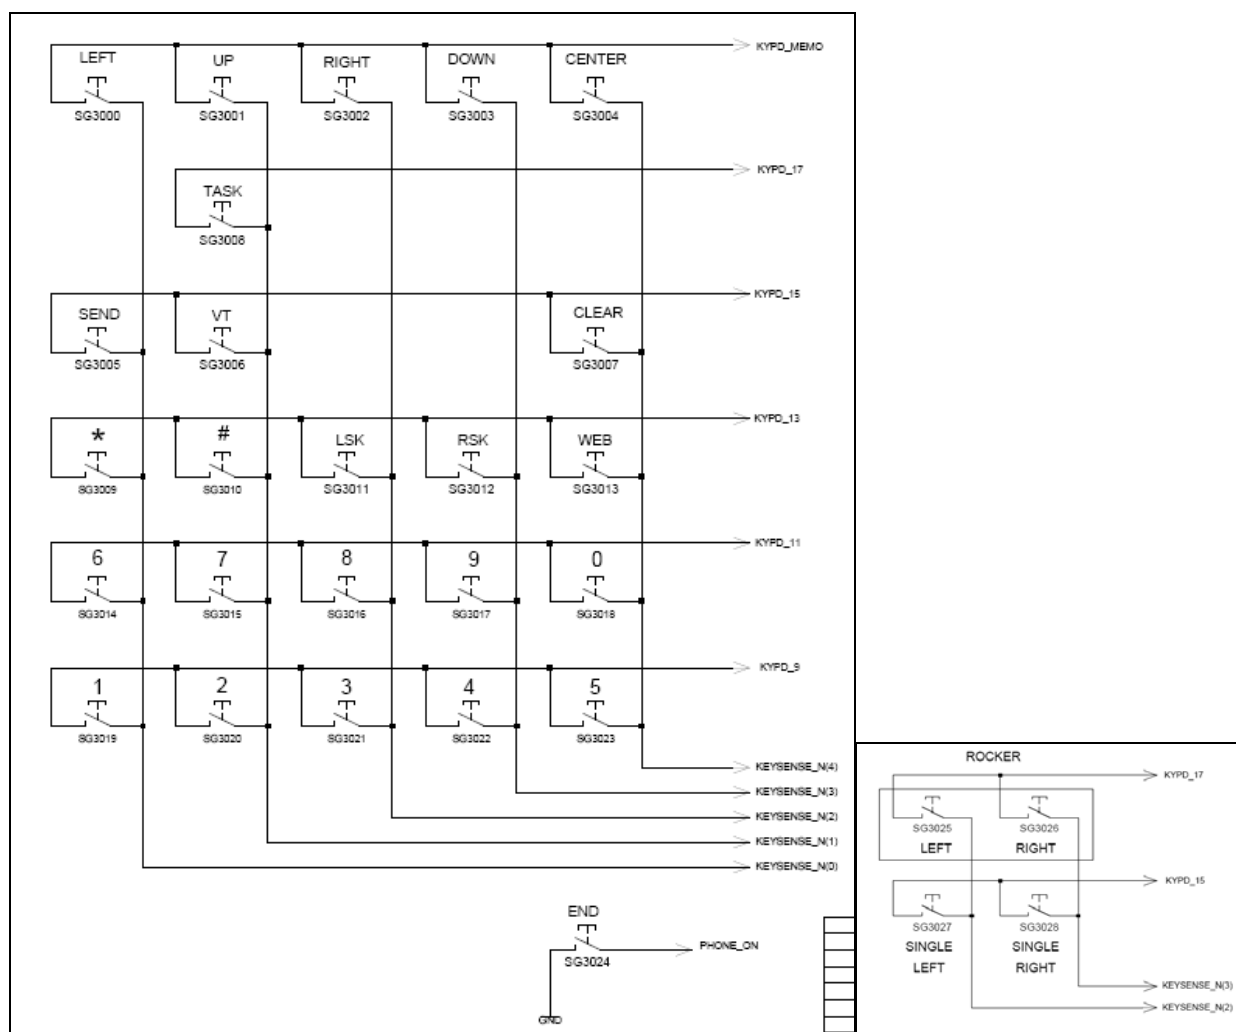 KYPD_MEMO
LEFT UP RIGHT DOWN CENTER
SG3000 SG3001 SG3002 SG3003 SG3004
KYPD_17
TASK
SG3008
KYPD_15
SEND VT CLEAR
SG3005 SG3006 SG3007
KYPD_13
* # LSK RSK WEB
SG3009 SG3010 SG3011 SG3012 SG3013
KYPD_11
6 7 8 9 0
SG3014 SG3015 SG3016 SG3017 SG3018
KYPD_9
1 2 3 4 5
SG3019 SG3020 SG3021 SG3022 SG3023
KEYSENSE_N(4)
KEYSENSE_N(3)
KEYSENSE_N(2)
KEYSENSE_N(1)
KEYSENSE_N(0)
END
PHONE_ON
SG3024
GND
ROCKER
KYPD_17
SG3025 SG3026
LEFT RIGHT
KYPD_15
SG3027 SG3028
SINGLE SINGLE
LEFT RIGHT
KEYSENSE_N(3)
KEYSENSE_N(2)